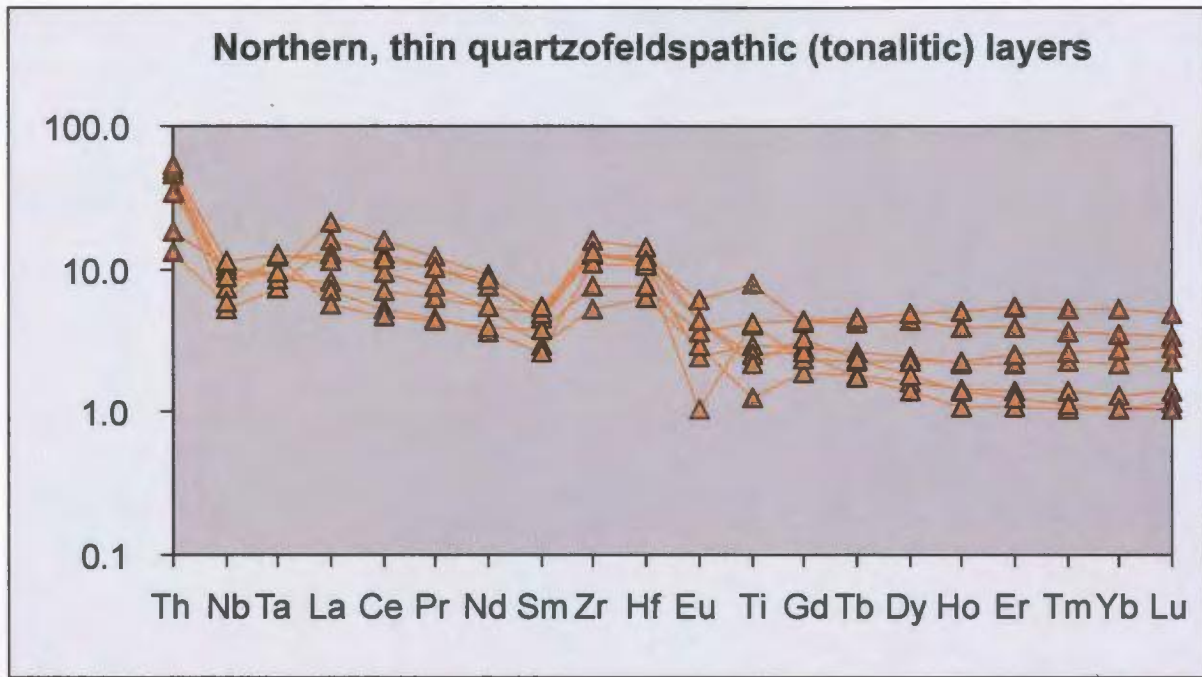 Northern, thin quartzofeldspathic (tonalitic) layers
100.0
10.0
1.0
0.1
Th Nb Ta La Ce Pr Nd Sm Zr Hf Eu Ti Gd Tb Dy Ho Er Tm Yb Lu